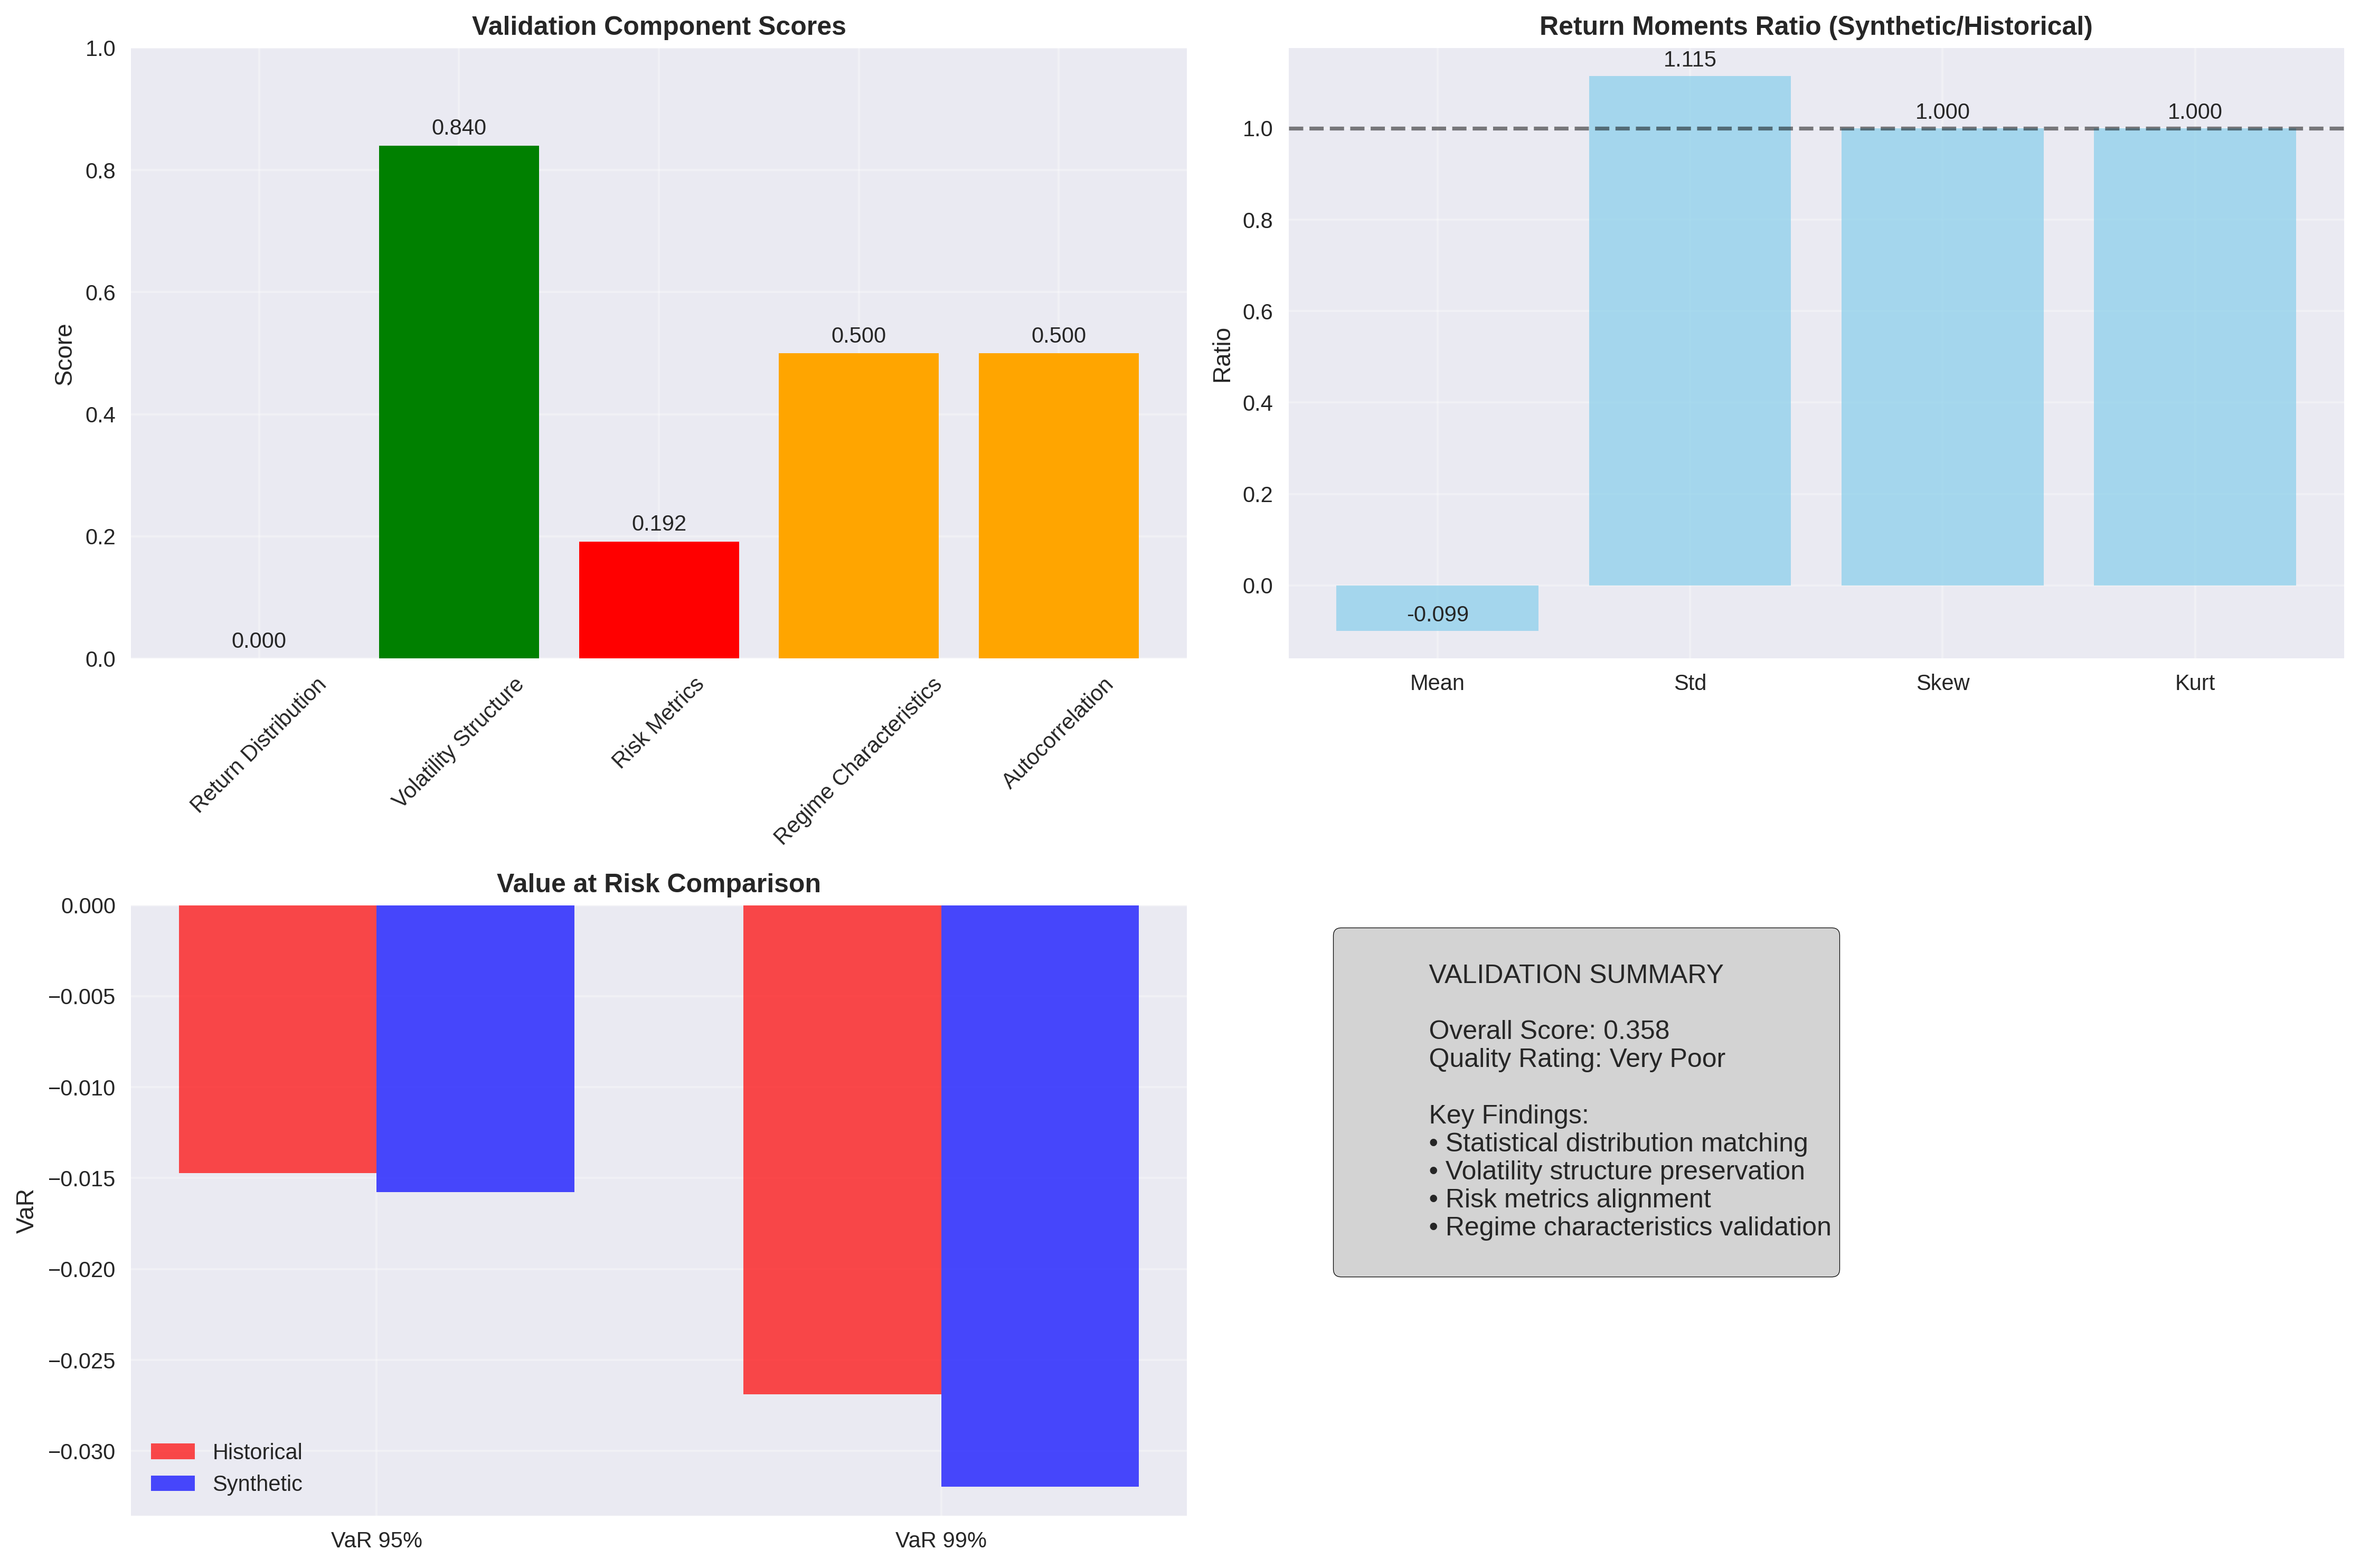 Validation Component Scores
Score
1.0
0.8
0.6
0.4
0.2
0.0
0.000
0.840
0.192
0.500
0.500
Return Distribution
Volatility Structure
Risk Metrics
Regime Characteristics
Autocorrelation
Return Moments Ratio (Synthetic/Historical)
Ratio
1.0
0.8
0.6
0.4
0.2
0.0
-0.099
1.115
1.000
1.000
Mean
Std
Skew
Kurt
Value at Risk Comparison
VaR
0.000
−0.005
−0.010
−0.015
−0.020
−0.025
−0.030
Historical
Synthetic
VaR 95%
VaR 99%
VALIDATION SUMMARY
Overall Score: 0.358
Quality Rating: Very Poor
Key Findings:
• Statistical distribution matching
• Volatility structure preservation
• Risk metrics alignment
• Regime characteristics validation